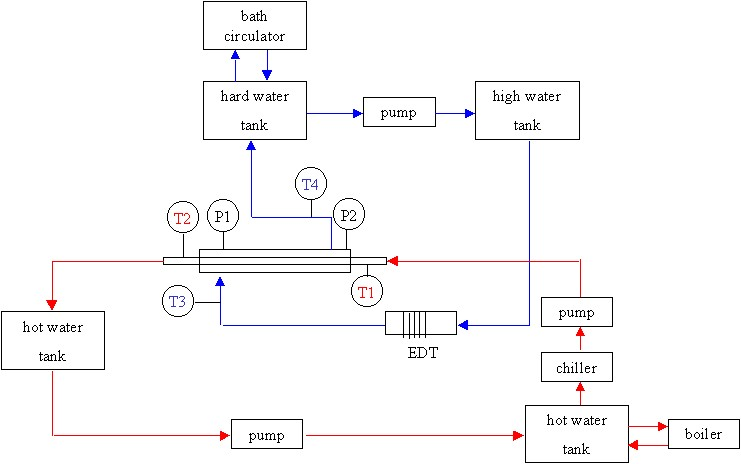 bath
circulator
hard water
tank
pump
high water
tank
T4
T2
P1
P2
T3
T1
hot water
tank
EDT
pump
chiller
pump
hot water
tank
boiler